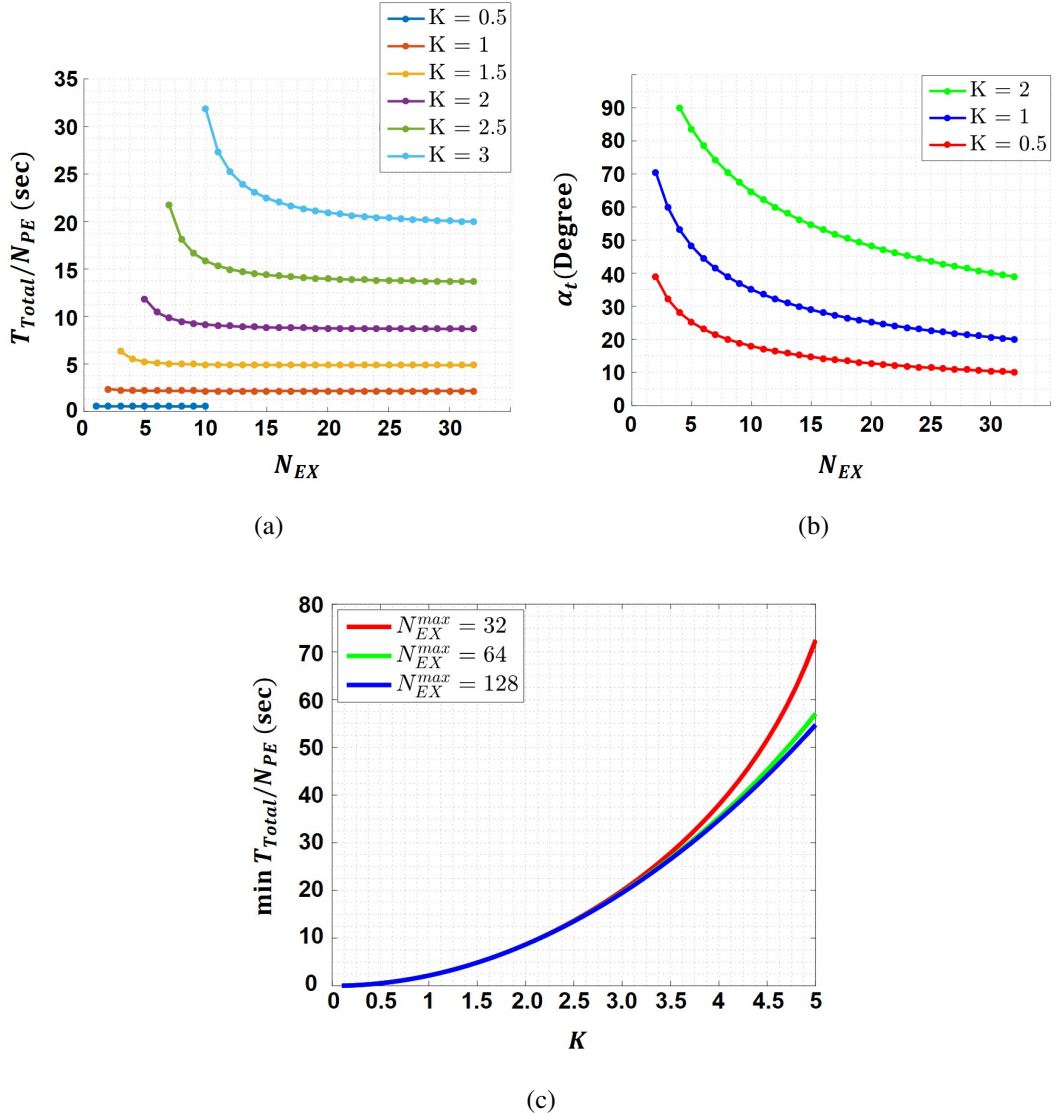 K = 0.5
K = 1
K = 1.5
K = 2
K = 2.5
K = 3
T_Total/N_PE (sec)
35
30
25
20
15
10
5
0
0 5 10 15 20 25 30
N_EX
(a)
K = 2
K = 1
K = 0.5
α_t(Degree)
90
80
70
60
50
40
30
20
10
0
0 5 10 15 20 25 30
N_EX
(b)
N_EX^max = 32
N_EX^max = 64
N_EX^max = 128
min T_Total/N_PE (sec)
80
70
60
50
40
30
20
10
0
0 0.5 1 1.5 2.0 2.5 3.0 3.5 4.0 4.5 5
K
(c)